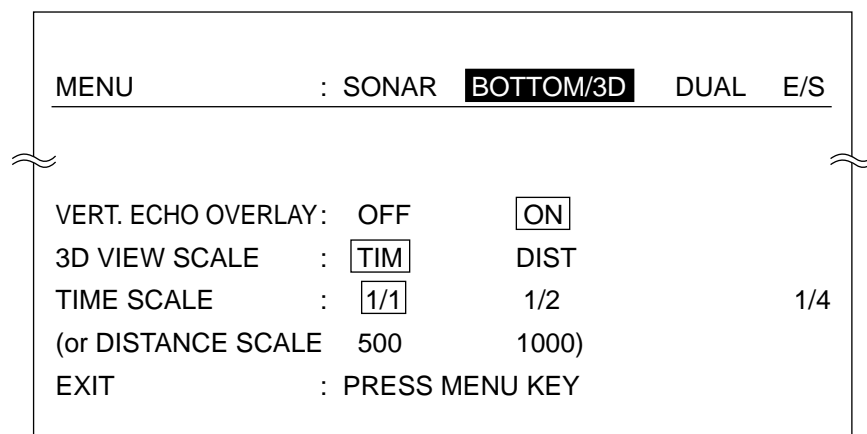 MENU : SONAR BOTTOM/3D DUAL E/S
VERT. ECHO OVERLAY: OFF ON
3D VIEW SCALE : TIM DIST
TIME SCALE : 1/1 1/2 1/4
(or DISTANCE SCALE 500 1000)
EXIT : PRESS MENU KEY